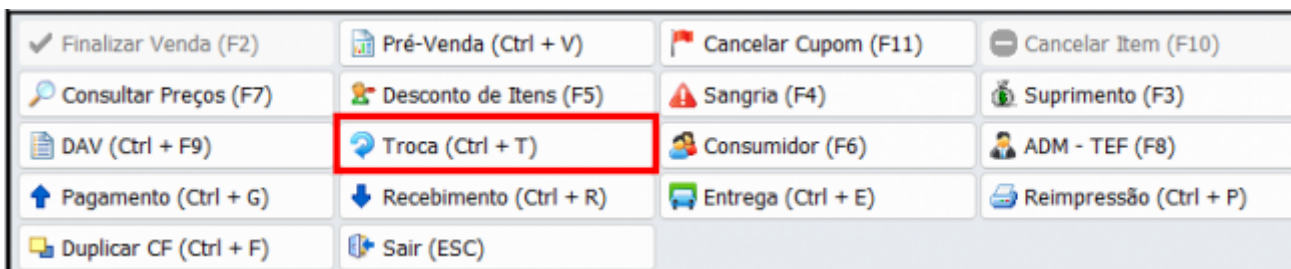 Finalizar Venda (F2) Pré-Venda (Ctrl + V) Cancelar Cupom (F11) Cancelar Item (F10)
Consultar Preços (F7) Desconto de Itens (F5) Sangria (F4) Suprimento (F3)
DAV (Ctrl + F9) Troca (Ctrl + T) Consumidor (F6) ADM - TEF (F8)
Pagamento (Ctrl + G) Recebimento (Ctrl + R) Entrega (Ctrl + E) Reimpressão (Ctrl + P)
Duplicar CF (Ctrl + F) Sair (ESC)